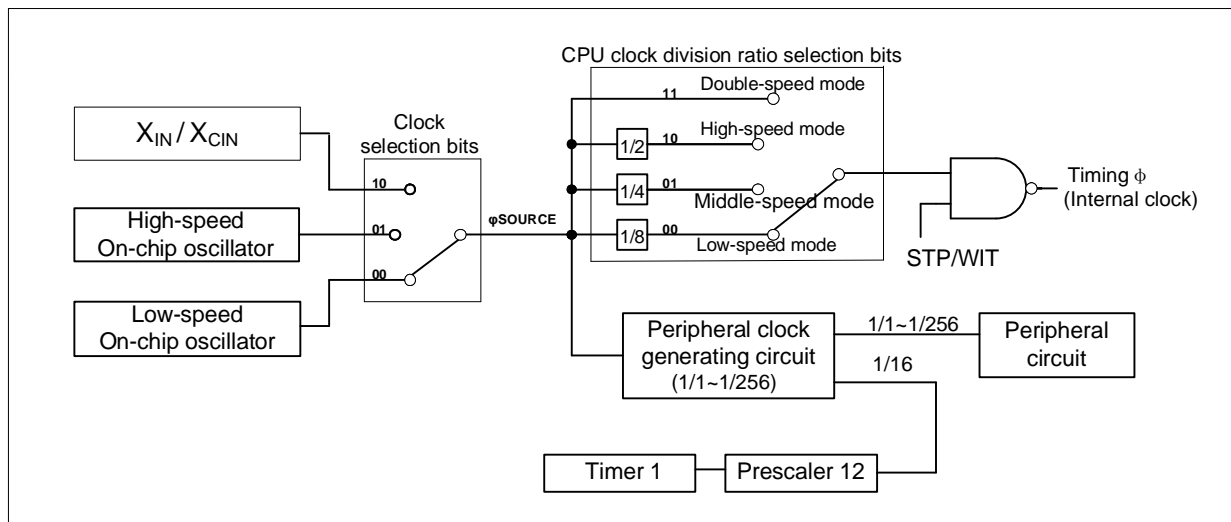 CPU clock division ratio selection bits
Double-speed mode
11
X_IN / X_CIN
Clock
selection bits
1/2
10
High-speed mode
Timing ϕ
(Internal clock)
10
1/4
01
Middle-speed mode
High-speed
On-chip oscillator
01
φSOURCE
1/8
00
Low-speed mode
STP/WIT
00
Low-speed
On-chip oscillator
Peripheral clock
generating circuit
(1/1~1/256)
1/1~1/256
1/16
Peripheral
circuit
Timer 1
Prescaler 12